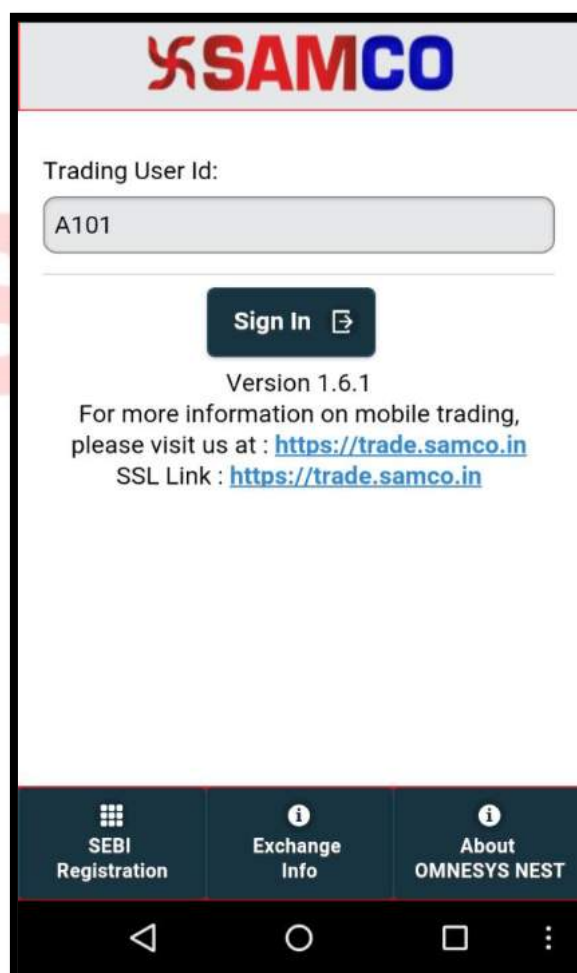 SAMCO
Trading User Id:
A101
Sign In
Version 1.6.1
For more information on mobile trading,
please visit us at : https://trade.samco.in
SSL Link : https://trade.samco.in
SEBI
Registration
Exchange
Info
About
OMNESYS NEST